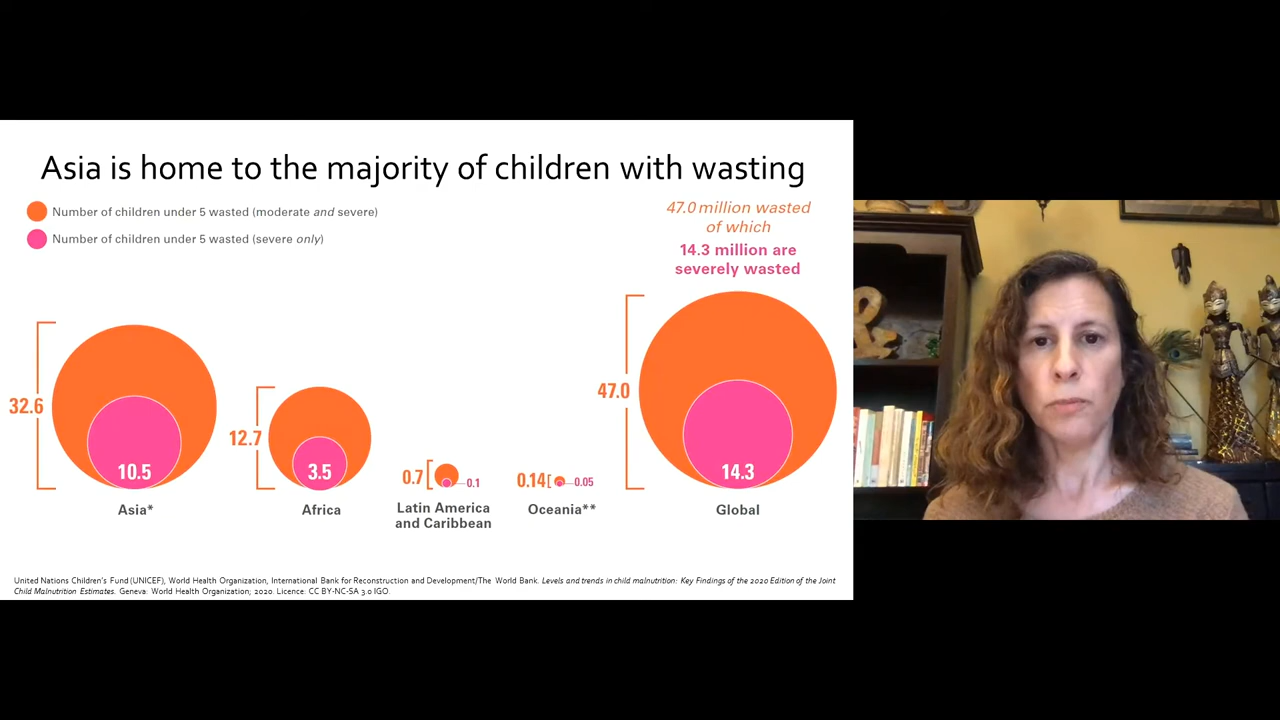 Asia is home to the majority of children with wasting
Number of children under 5 wasted (moderate and severe)
Number of children under 5 wasted (severe only)
47.0 million wasted
of which
14.3 million are
severely wasted
32.6
10.5
Asia*
12.7
3.5
Africa
0.7
0.1
Latin America
and Caribbean
0.14
0.05
Oceania**
47.0
14.3
Global
United Nations Children's Fund (UNICEF), World Health Organization, International Bank for Reconstruction and Development/The World Bank. Levels and trends in child malnutrition: Key Findings of the 2020 Edition of the Joint
Child Malnutrition Estimates. Geneva: World Health Organization; 2020. Licence: CC BY-NC-SA 3.0 IGO.